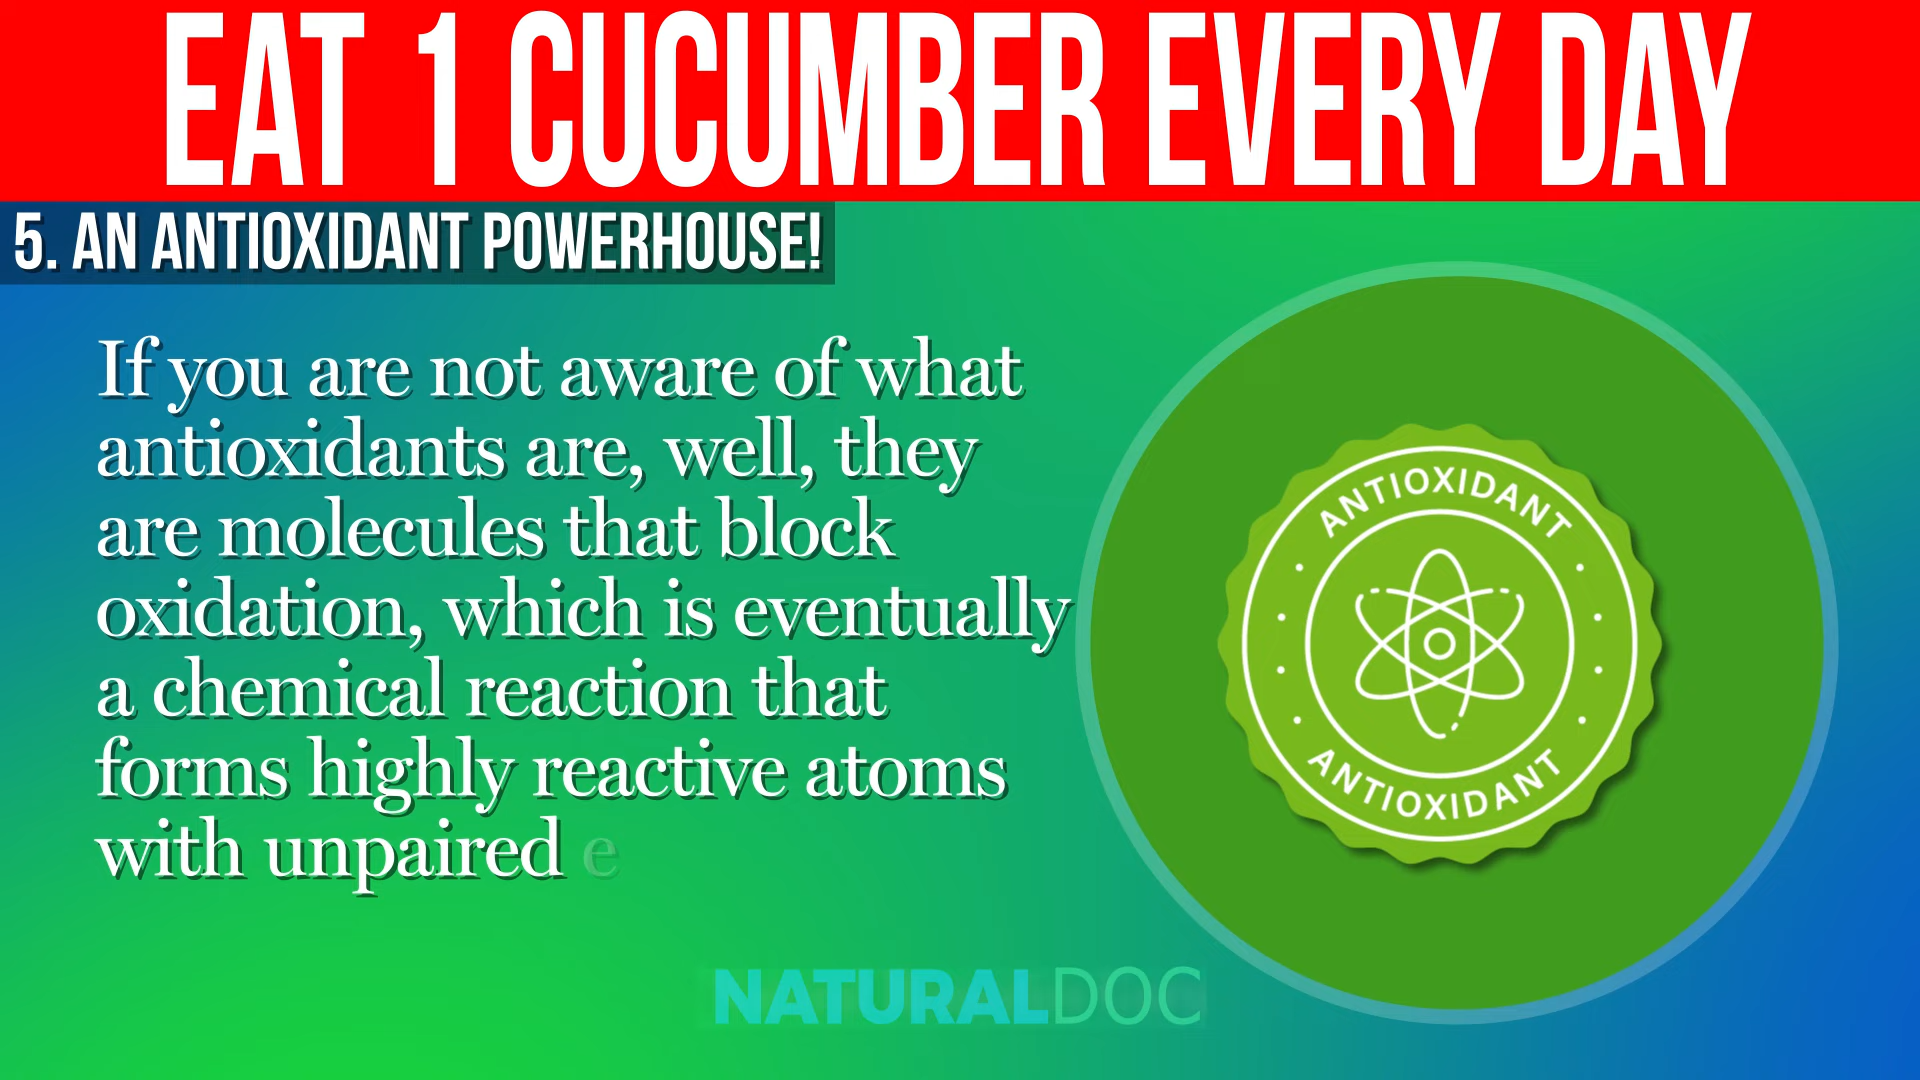 EAT 1 CUCUMBER EVERY DAY
5. AN ANTIOXIDANT POWERHOUSE!
If you are not aware of what
antioxidants are, well, they
are molecules that block
oxidation, which is eventually
a chemical reaction that
forms highly reactive atoms
with unpaired e
ANTIOXIDANT
ANTIOXIDANT
NATURALDOC